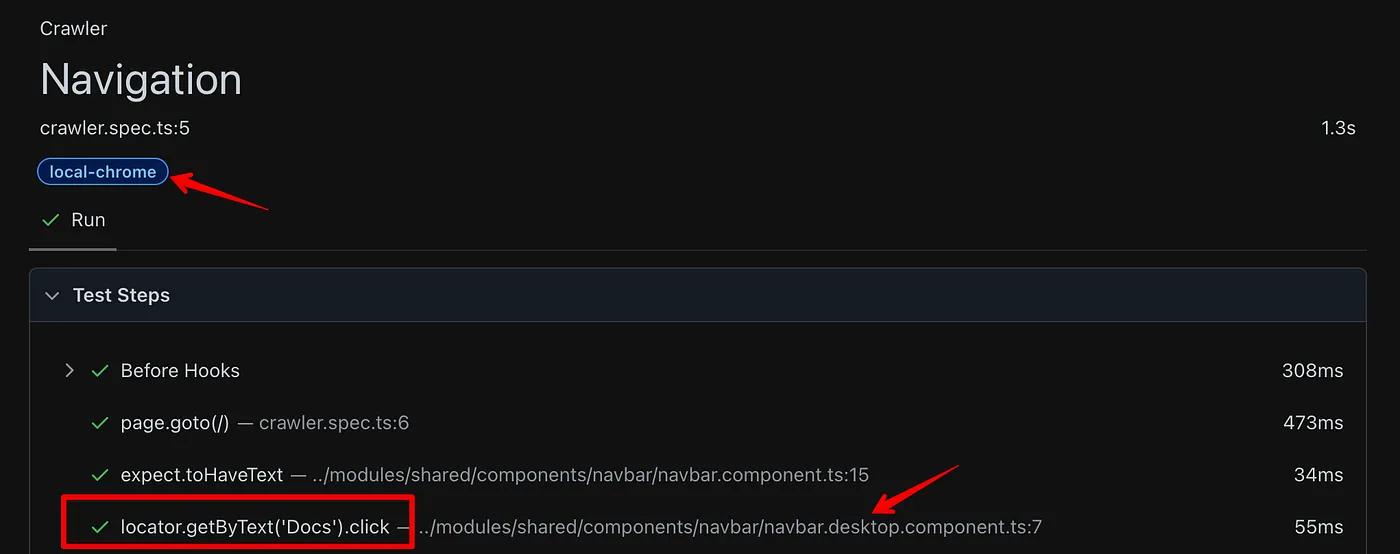 Crawler
Navigation
crawler.spec.ts:5 1.3s
local-chrome
Run
Test Steps
Before Hooks 308ms
page.goto(/) — crawler.spec.ts:6 473ms
expect.toHaveText — ../modules/shared/components/navbar/navbar.component.ts:15 34ms
locator.getByText('Docs').click — ../modules/shared/components/navbar/navbar.desktop.component.ts:7 55ms